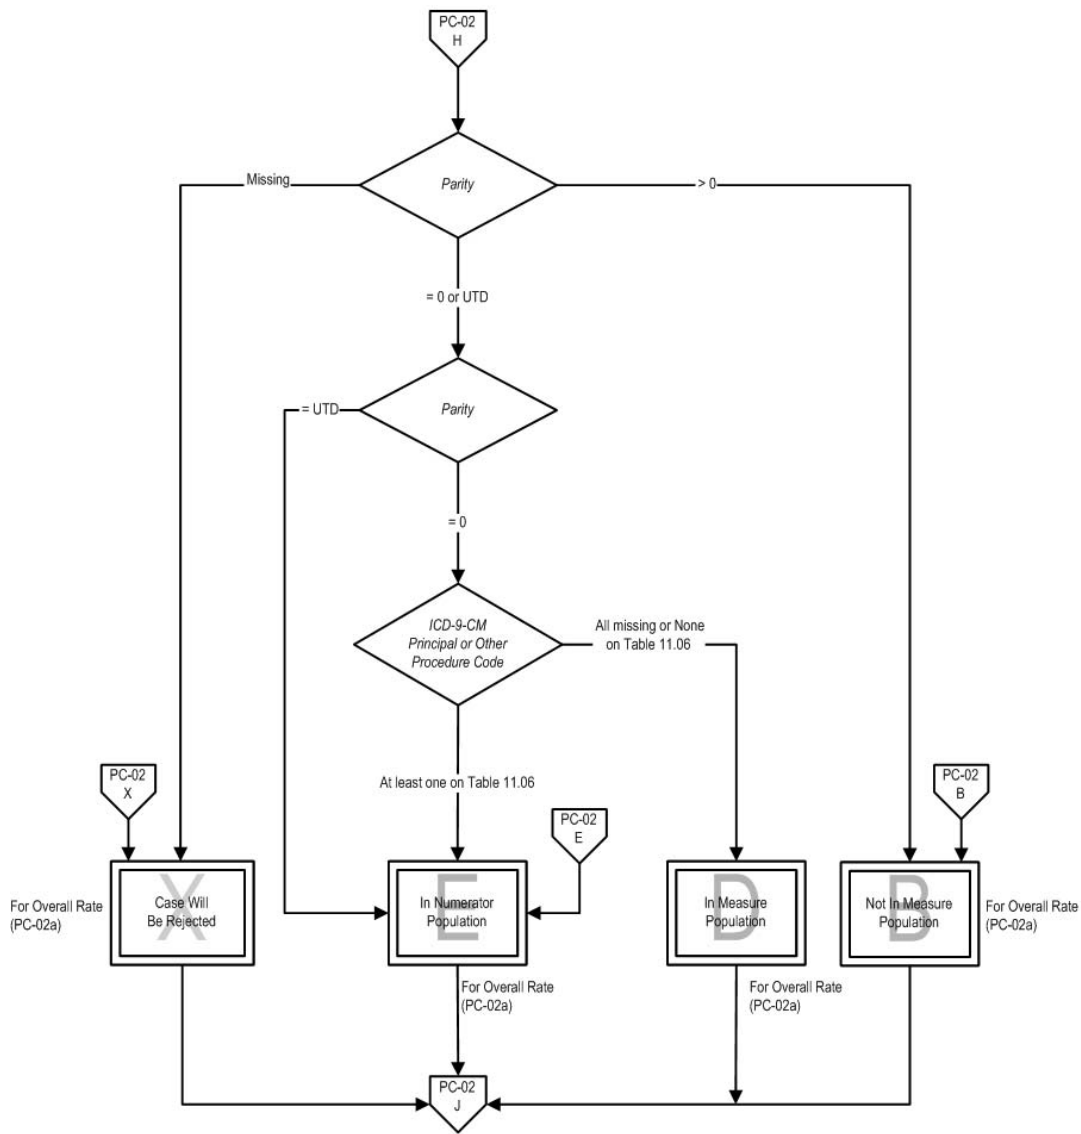 PC-02
H
Missing
Parity
> 0
= 0 or UTD
= UTD
Parity
= 0
ICD-9-CM
Principal or Other
Procedure Code
All missing or None
on Table 11.06
At least one on Table 11.06
PC-02
X
PC-02
E
PC-02
B
For Overall Rate
(PC-02a)
X
Case Will
Be Rejected
E
In Numerator
Population
D
In Measure
Population
B
Not In Measure
Population
For Overall Rate
(PC-02a)
For Overall Rate
(PC-02a)
For Overall Rate
(PC-02a)
PC-02
J